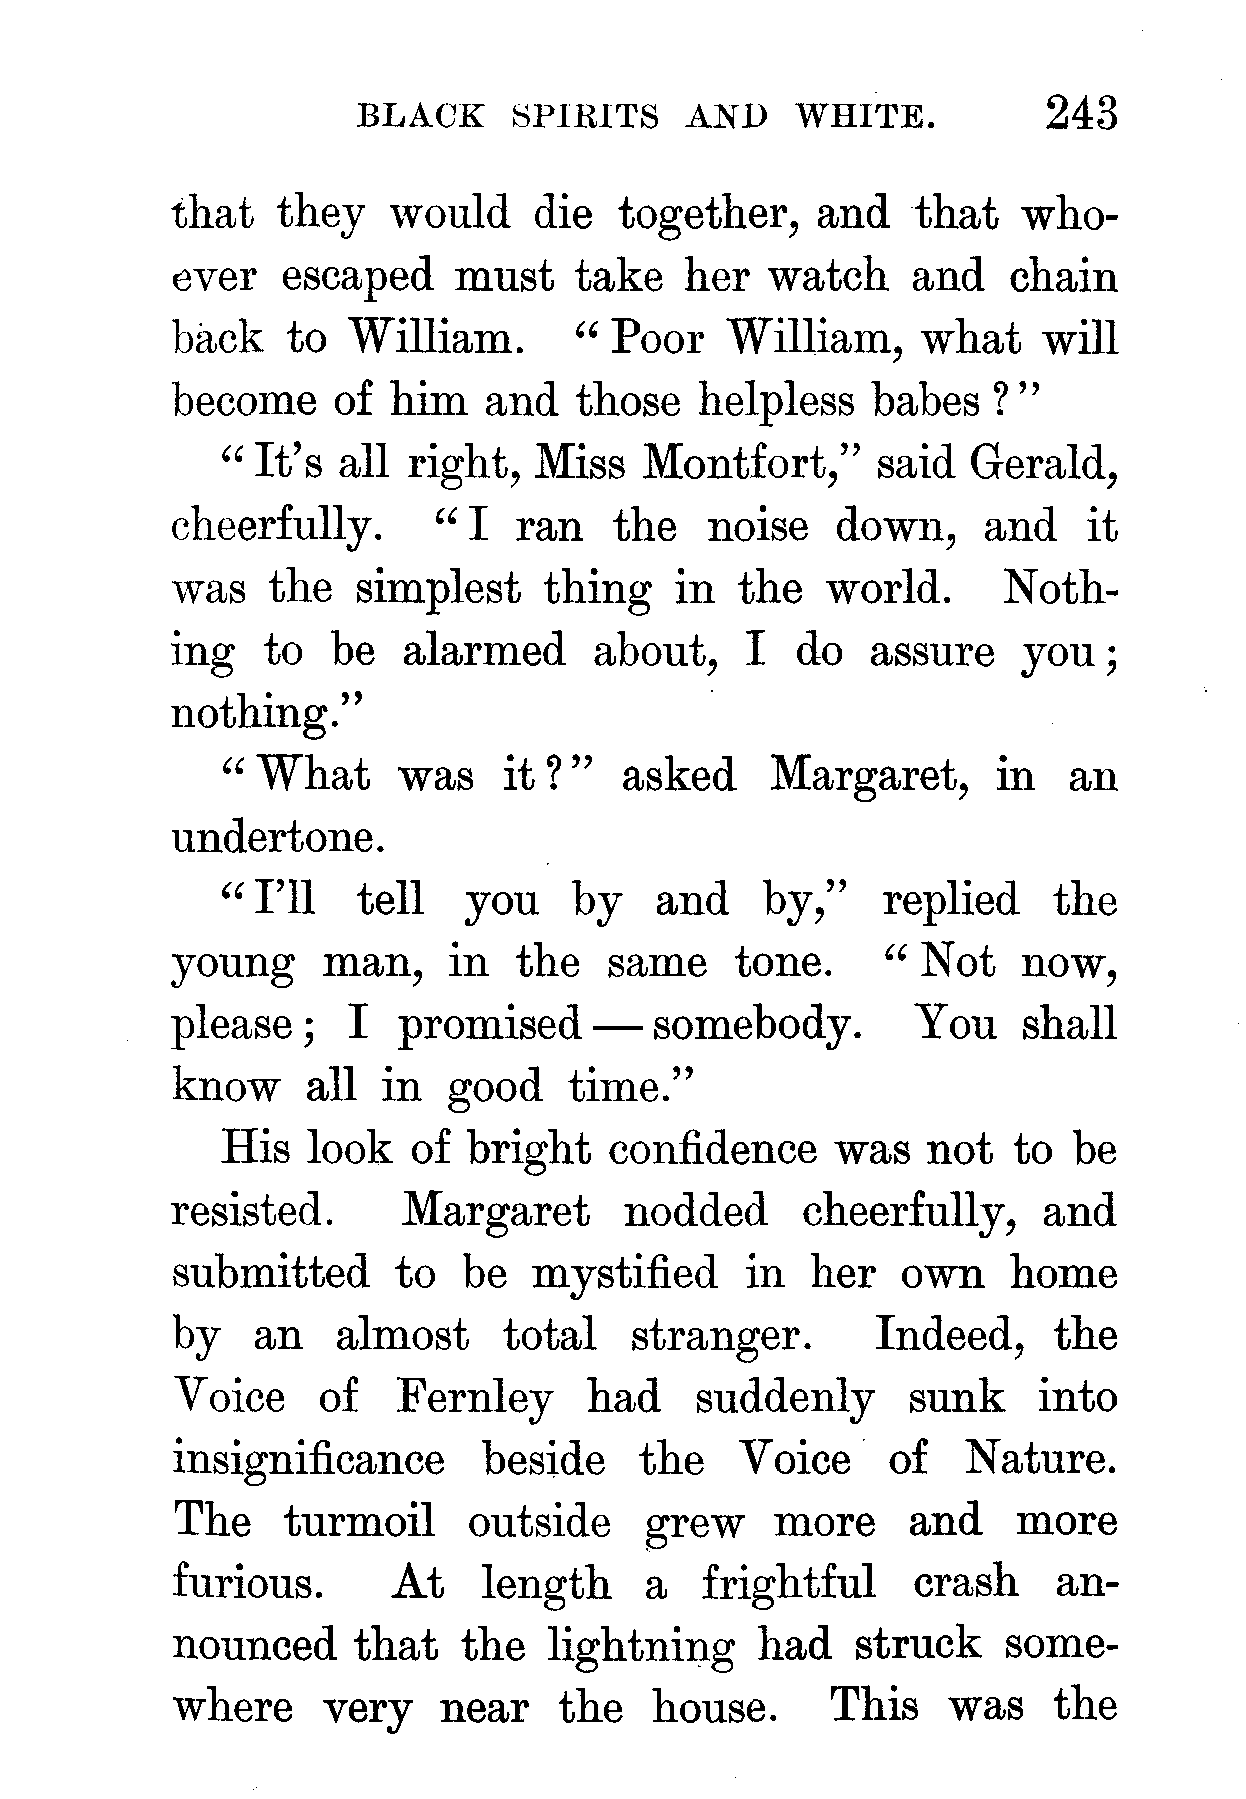 BLACK SPIRITS AND WHITE. 243
that they would die together, and that who-
ever escaped must take her watch and chain
back to William. “Poor William, what will
become of him and those helpless babes?”
“It’s all right, Miss Montfort,” said Gerald,
cheerfully. “I ran the noise down, and it
was the simplest thing in the world. Noth-
ing to be alarmed about, I do assure you;
nothing.”
“What was it?” asked Margaret, in an
undertone.
“I’ll tell you by and by,” replied the
young man, in the same tone. “Not now,
please; I promised — somebody. You shall
know all in good time.”
His look of bright confidence was not to be
resisted. Margaret nodded cheerfully, and
submitted to be mystified in her own home
by an almost total stranger. Indeed, the
Voice of Fernley had suddenly sunk into
insignificance beside the Voice of Nature.
The turmoil outside grew more and more
furious. At length a frightful crash an-
nounced that the lightning had struck some-
where very near the house. This was the